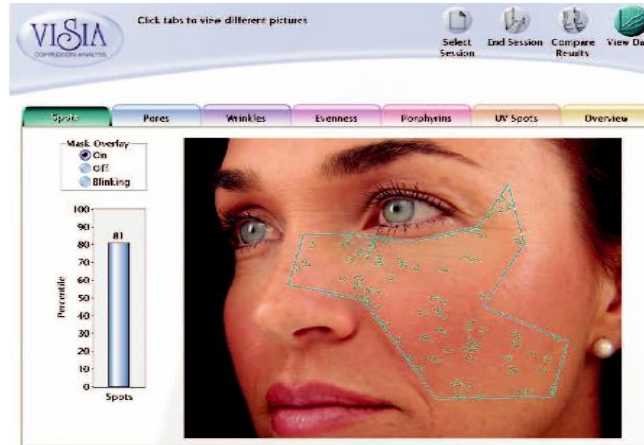 VISIA
COMPLEXION ANALYSIS
Click tabs to view different pictures
Select Session
End Session
Compare Results
View Da
Spots
Pores
Wrinkles
Evenness
Porphyrins
UV Spots
Overview
Mask Overlay
On
Off
Blinking
100
90
80
70
60
50
40
30
20
10
0
81
Percentile
Spots